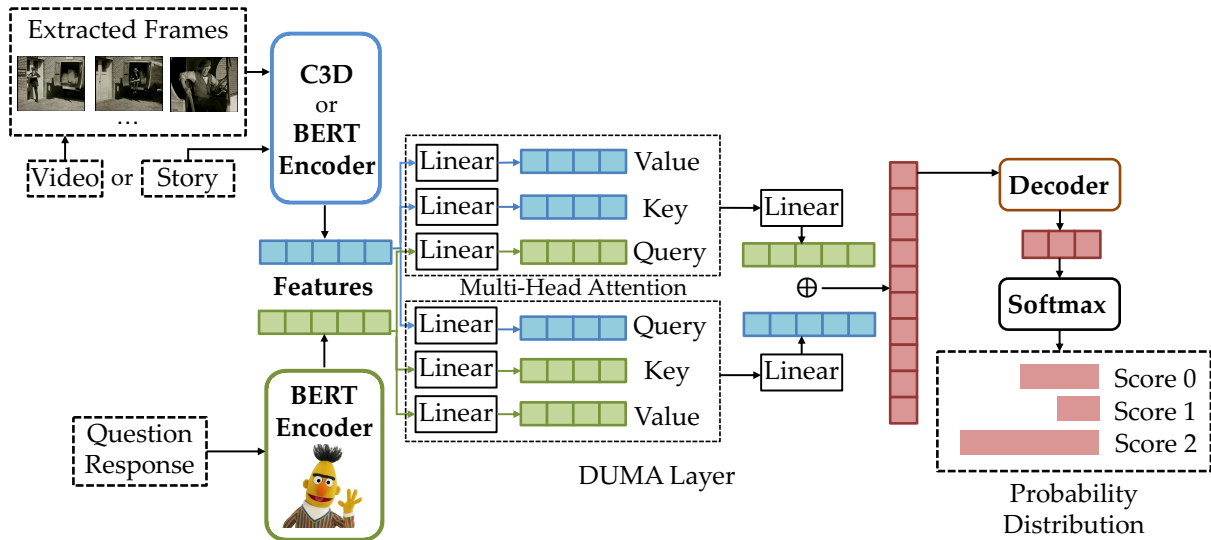 Extracted Frames
...
Video or Story
C3D
or
BERT
Encoder
Features
BERT
Encoder
Question
Response
Linear Value
Linear Key
Linear Query
Multi-Head Attention
Linear Query
Linear Key
Linear Value
DUMA Layer
Linear
⊕
Linear
Decoder
Softmax
Score 0
Score 1
Score 2
Probability
Distribution